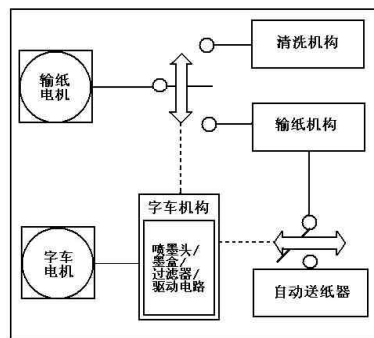 清洗机构
输纸
电机
输纸机构
字车机构
喷墨头/
墨盒/
过滤器/
驱动电路
字车
电机
自动送纸器